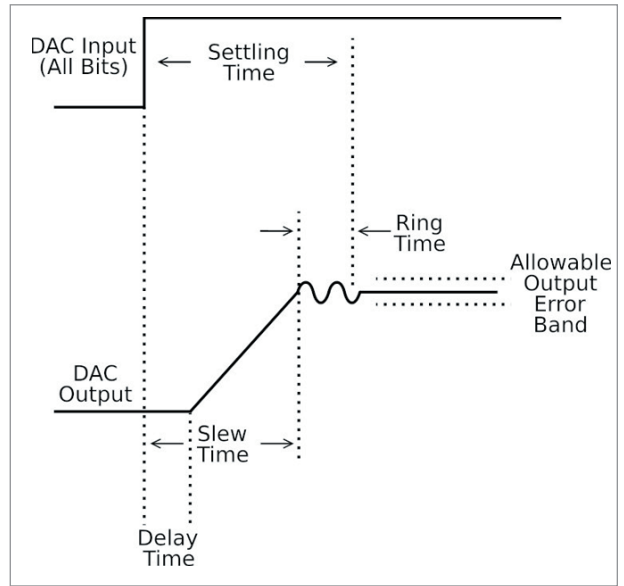 DAC Input
(All Bits)
Settling
Time
Ring
Time
Allowable
Output
Error
Band
DAC
Output
Slew
Time
Delay
Time